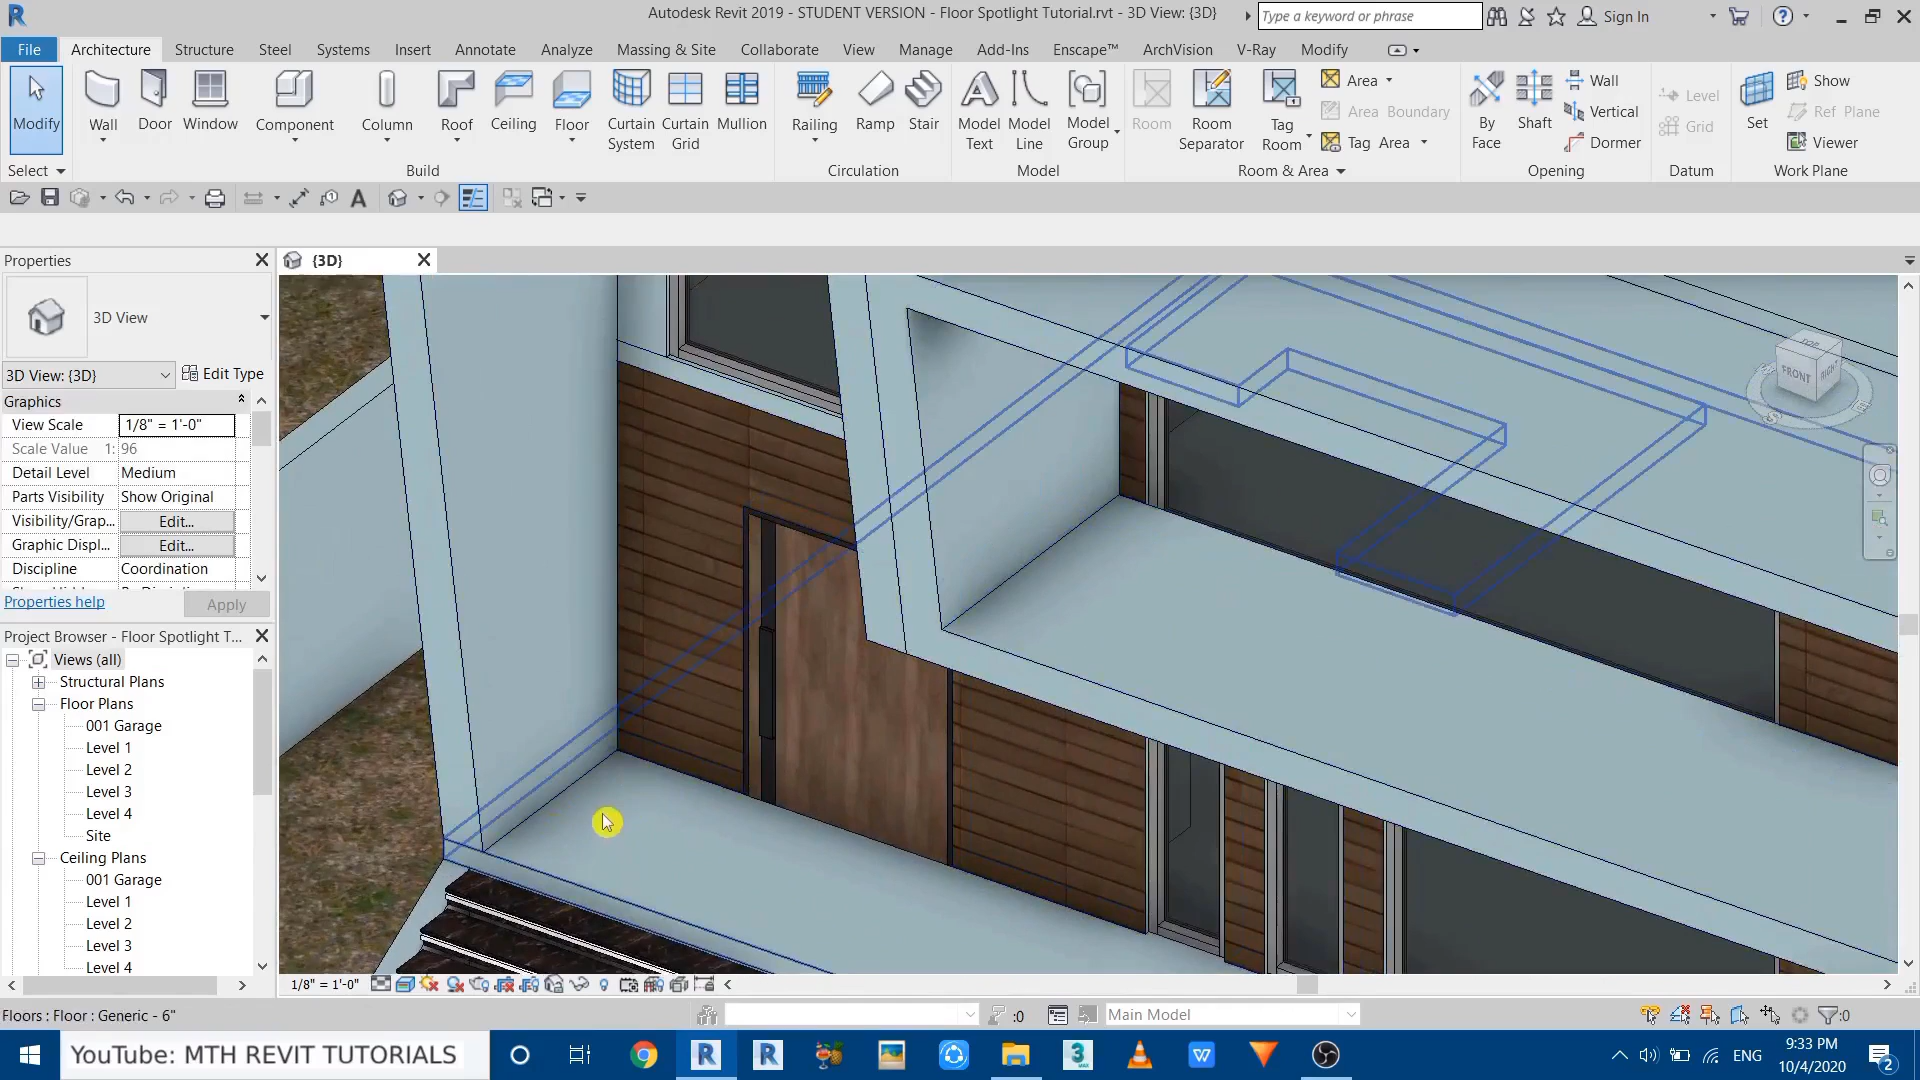 Autodesk Revit 2019 - STUDENT VERSION - Floor Spotlight Tutorial.rvt - 3D View: {3D}
Type a keyword or phrase
Sign In
File Architecture Structure Steel Systems Insert Annotate Analyze Massing & Site Collaborate View Manage Add-Ins Enscape™ ArchVision V-Ray Modify
Modify
Wall
Door
Window
Component
Column
Roof
Ceiling
Floor
Curtain System
Curtain Grid
Mullion
Railing
Ramp
Stair
Model Text
Model Line
Model Group
Room
Room Separator
Tag Room
Area
Area Boundary
Tag Area
By Face
Shaft
Wall
Vertical
Dormer
Level
Grid
Set
Show
Ref Plane
Viewer
Select Build Circulation Model Room & Area Opening Datum Work Plane
Properties
{3D}
3D View
3D View: {3D}
Edit Type
Graphics
View Scale 1/8" = 1'-0"
Scale Value 1: 96
Detail Level Medium
Parts Visibility Show Original
Visibility/Grap... Edit...
Graphic Displ... Edit...
Discipline Coordination
Properties help
Apply
Project Browser - Floor Spotlight T...
Views (all)
Structural Plans
Floor Plans
001 Garage
Level 1
Level 2
Level 3
Level 4
Site
Ceiling Plans
001 Garage
Level 1
Level 2
Level 3
Level 4
TOP
FRONT
RIGHT
1/8" = 1'-0"
Floors : Floor : Generic - 6"
:0
Main Model
:0
YouTube: MTH REVIT TUTORIALS
ENG
9:33 PM
10/4/2020
2